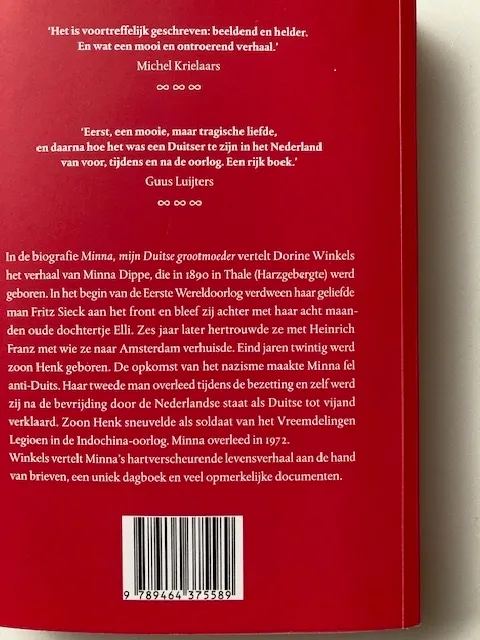 ‘Het is voortreffelijk geschreven: beeldend en helder.
En wat een mooi en ontroerend verhaal.’
Michel Krielaars
∞ ∞ ∞
‘Eerst, een mooie, maar tragische liefde,
en daarna hoe het was een Duitser te zijn in het Nederland
van voor, tijdens en na de oorlog. Een rijk boek.’
Guus Luijters
∞ ∞ ∞
In de biografie Minna, mijn Duitse grootmoeder vertelt Dorine Winkels
het verhaal van Minna Dippe, die in 1890 in Thale (Harzgebergte) werd
geboren. In het begin van de Eerste Wereldoorlog verdween haar geliefde
man Fritz Sieck aan het front en bleef zij achter met haar acht maan-
den oude dochtertje Elli. Zes jaar later hertrouwde ze met Heinrich
Franz met wie ze naar Amsterdam verhuisde. Eind jaren twintig werd
zoon Henk geboren. De opkomst van het nazisme maakte Minna fel
anti-Duits. Haar tweede man overleed tijdens de bezetting en zelf werd
zij na de bevrijding door de Nederlandse staat als Duitse tot vijand
verklaard. Zoon Henk sneuvelde als soldaat van het Vreemdelingen
Legioen in de Indochina-oorlog. Minna overleed in 1972.
Winkels vertelt Minna’s hartverscheurende levensverhaal aan de hand
van brieven, een uniek dagboek en veel opmerkelijke documenten.
9 789464 375589